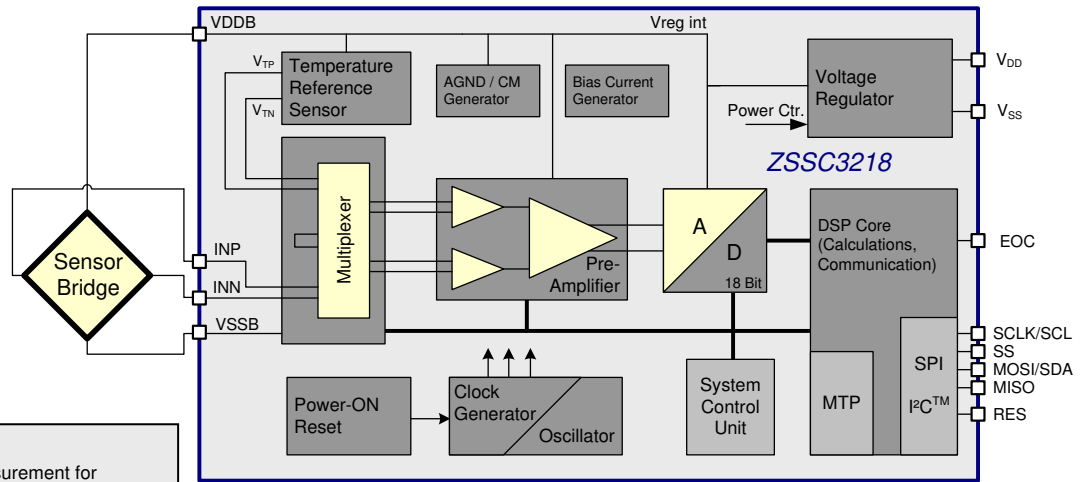 VDDB
Vreg int
VTP
VTN
Temperature
Reference
Sensor
AGND / CM
Generator
Bias Current
Generator
Voltage
Regulator
VDD
VSS
Power Ctr.
ZSSC3218
Multiplexer
Pre-
Amplifier
A
D
18 Bit
DSP Core
(Calculations,
Communication)
EOC
Sensor
Bridge
INP
INN
VSSB
Power-ON
Reset
Clock
Generator
Oscillator
System
Control
Unit
MTP
SPI
I²C™
SCLK/SCL
SS
MOSI/SDA
MISO
RES
surement for